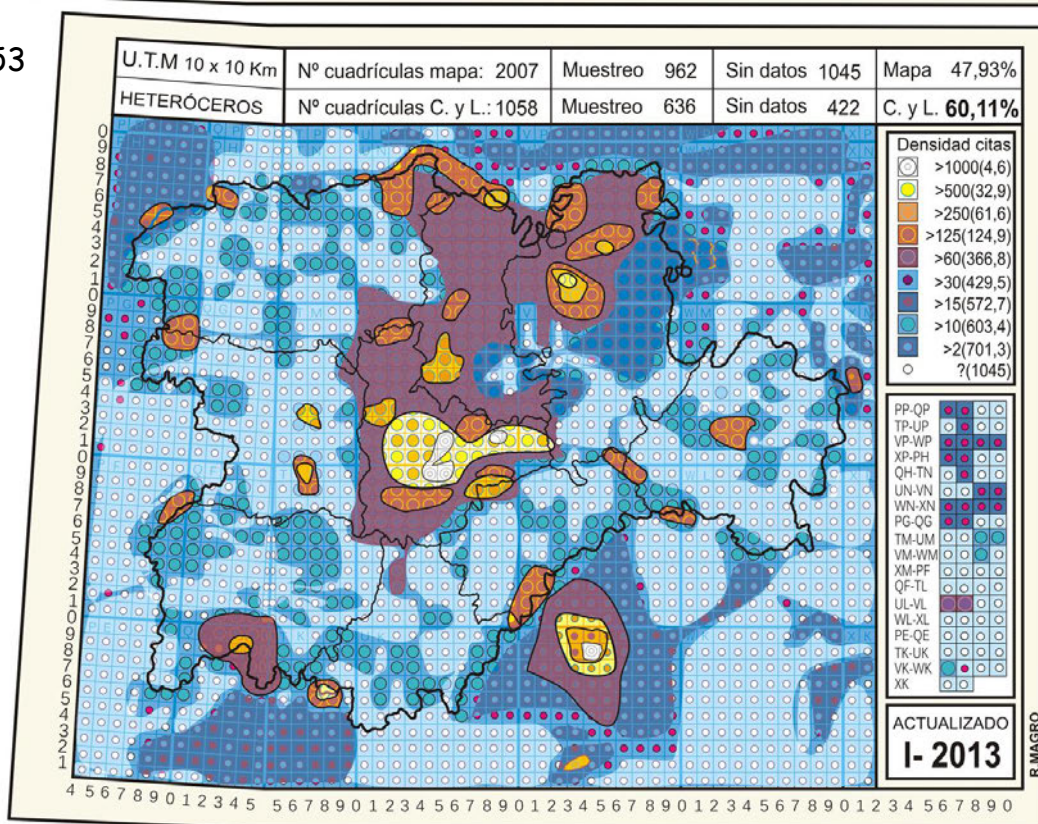 53
U.T.M 10 x 10 Km
Nº cuadrículas mapa: 2007
Muestreo 962
Sin datos 1045
Mapa 47,93%
HETERÓCEROS
Nº cuadrículas C. y L.: 1058
Muestreo 636
Sin datos 422
C. y L. 60,11%
Densidad citas
>1000(4,6)
>500(32,9)
>250(61,6)
>125(124,9)
>60(366,8)
>30(429,5)
>15(572,7)
>10(603,4)
>2(701,3)
?(1045)
PP-QP
TP-UP
VP-WP
XP-PH
QH-TN
UN-VN
WN-XN
PG-QG
TM-UM
VM-WM
XM-PF
QF-TL
UL-VL
WL-XL
PE-QE
TK-UK
VK-WK
XK
ACTUALIZADO
I- 2013
R.MAGRO
0
9
8
7
6
5
4
3
2
1
0
9
8
7
6
5
4
3
2
1
0
9
8
7
6
5
4
3
2
1
0
9
8
7
6
5
4
3
2
1
4 5 6 7 8 9 0 1 2 3 4 5 5 6 7 8 9 0 1 2 3 4 5 6 7 8 9 0 1 2 3 4 5 6 7 8 9 0 1 2 3 4 5 6 7 8 9 0 1 2 3 4 5 6 7 8 9 0